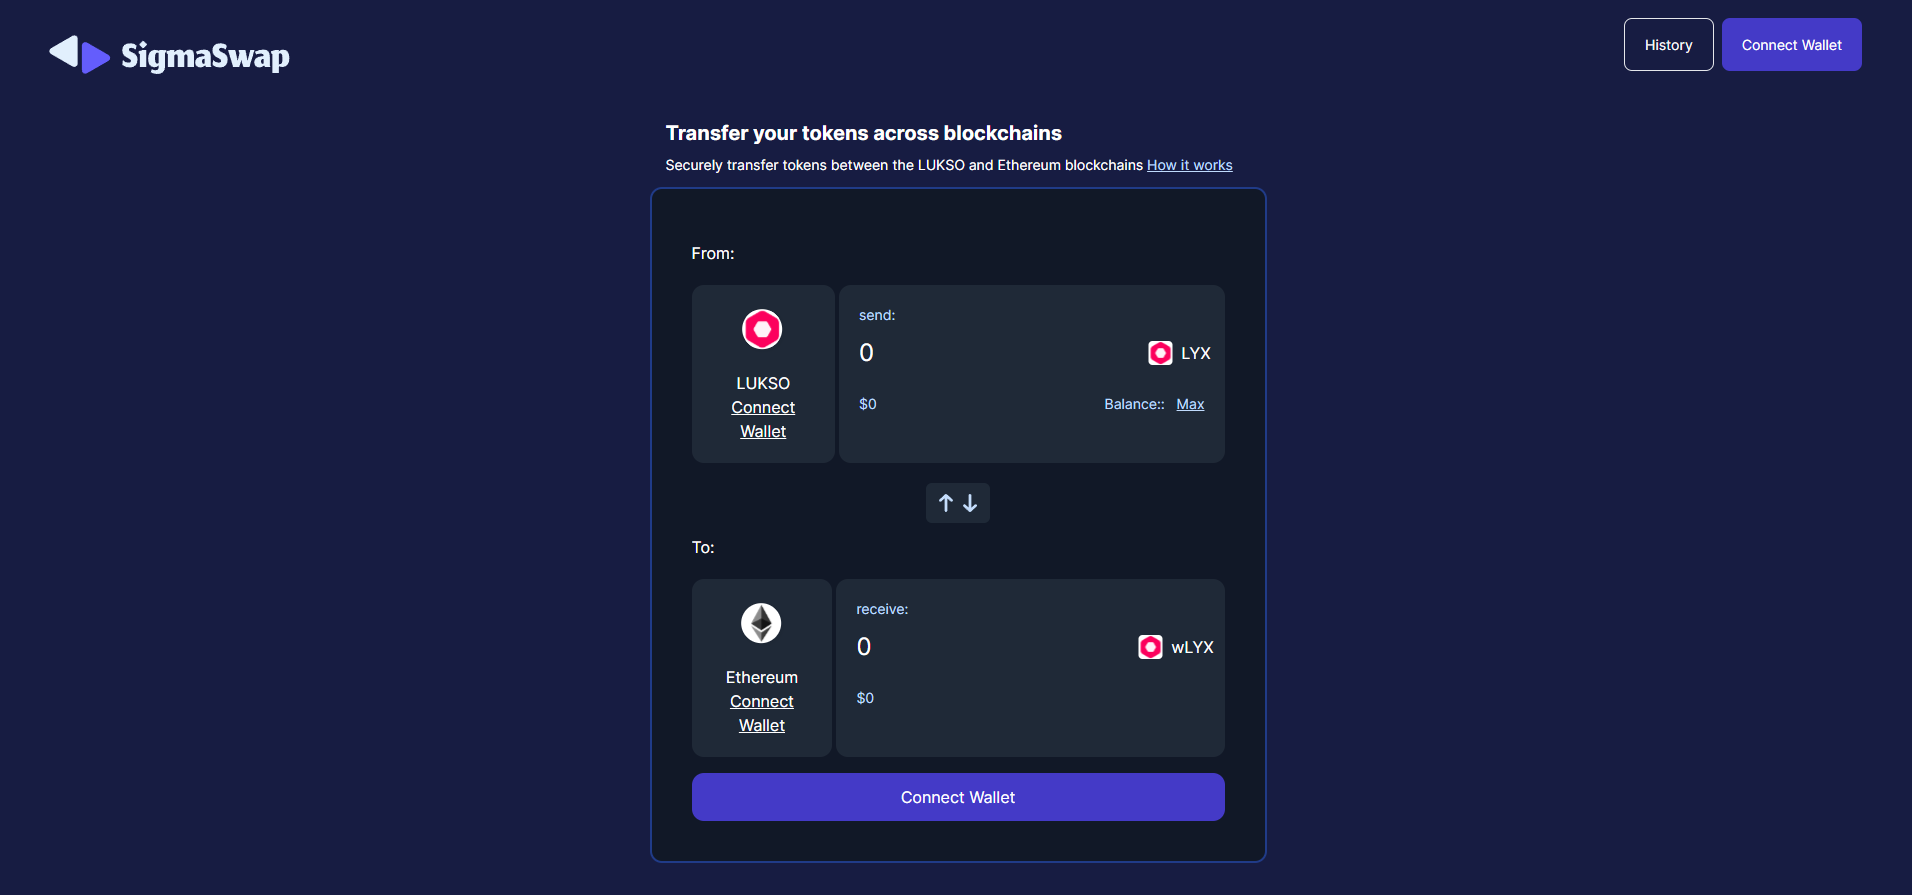 SigmaSwap
History
Connect Wallet
Transfer your tokens across blockchains
Securely transfer tokens between the LUKSO and Ethereum blockchains How it works
From:
LUKSO
Connect
Wallet
send:
0
LYX
$0
Balance:: Max
To:
Ethereum
Connect
Wallet
receive:
0
wLYX
$0
Connect Wallet